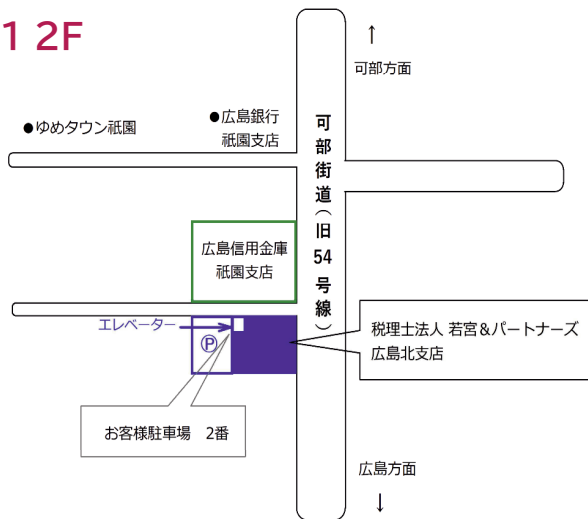 1 2F
↑
可部方面
●ゆめタウン祇園
●広島銀行
祇園支店
可部街道(旧54号線)
広島信用金庫
祇園支店
エレベーター
P
税理士法人 若宮&パートナーズ
広島北支店
お客様駐車場 2番
広島方面
↓